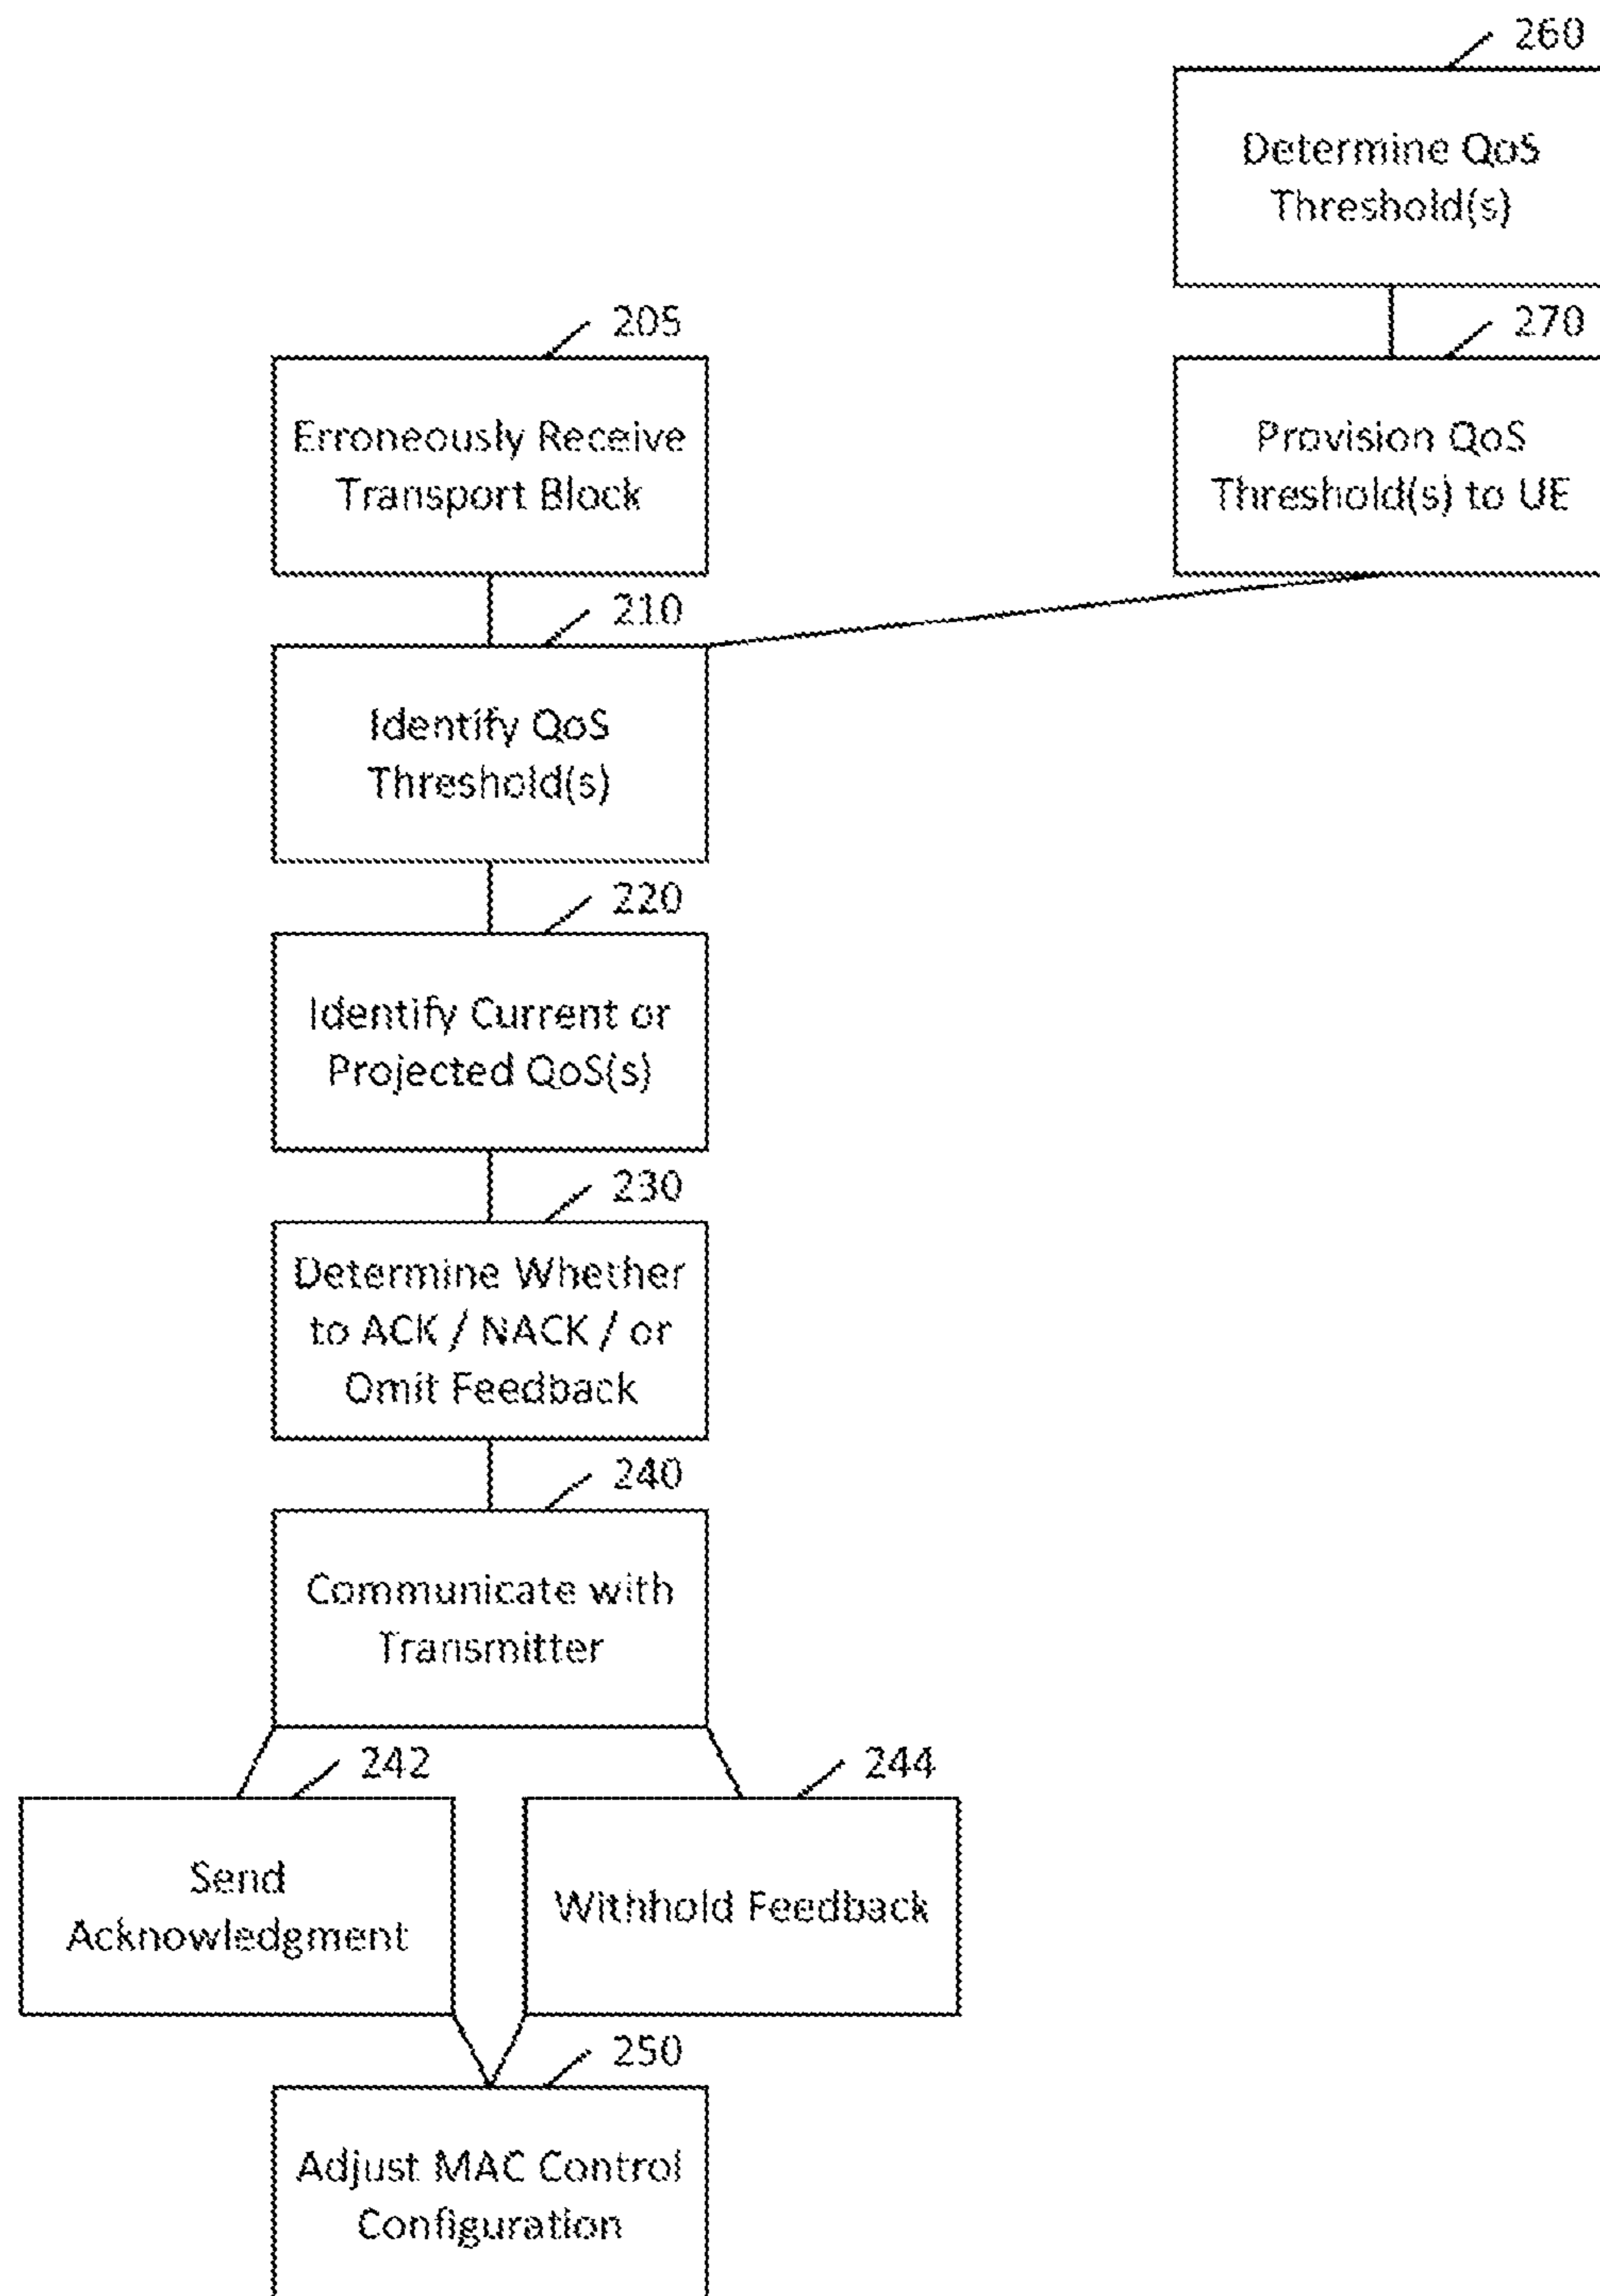 260
Determine QoS
Threshold(s)
205
270
Erroneously Receive
Transport Block
Provision QoS
Threshold(s) to UE
210
Identify QoS
Threshold(s)
220
Identify Current or
Projected QoS(s)
230
Determine Whether
to ACK / NACK / or
Omit Feedback
240
Communicate with
Transmitter
242
244
Send
Acknowledgment
Withhold Feedback
250
Adjust MAC Control
Configuration